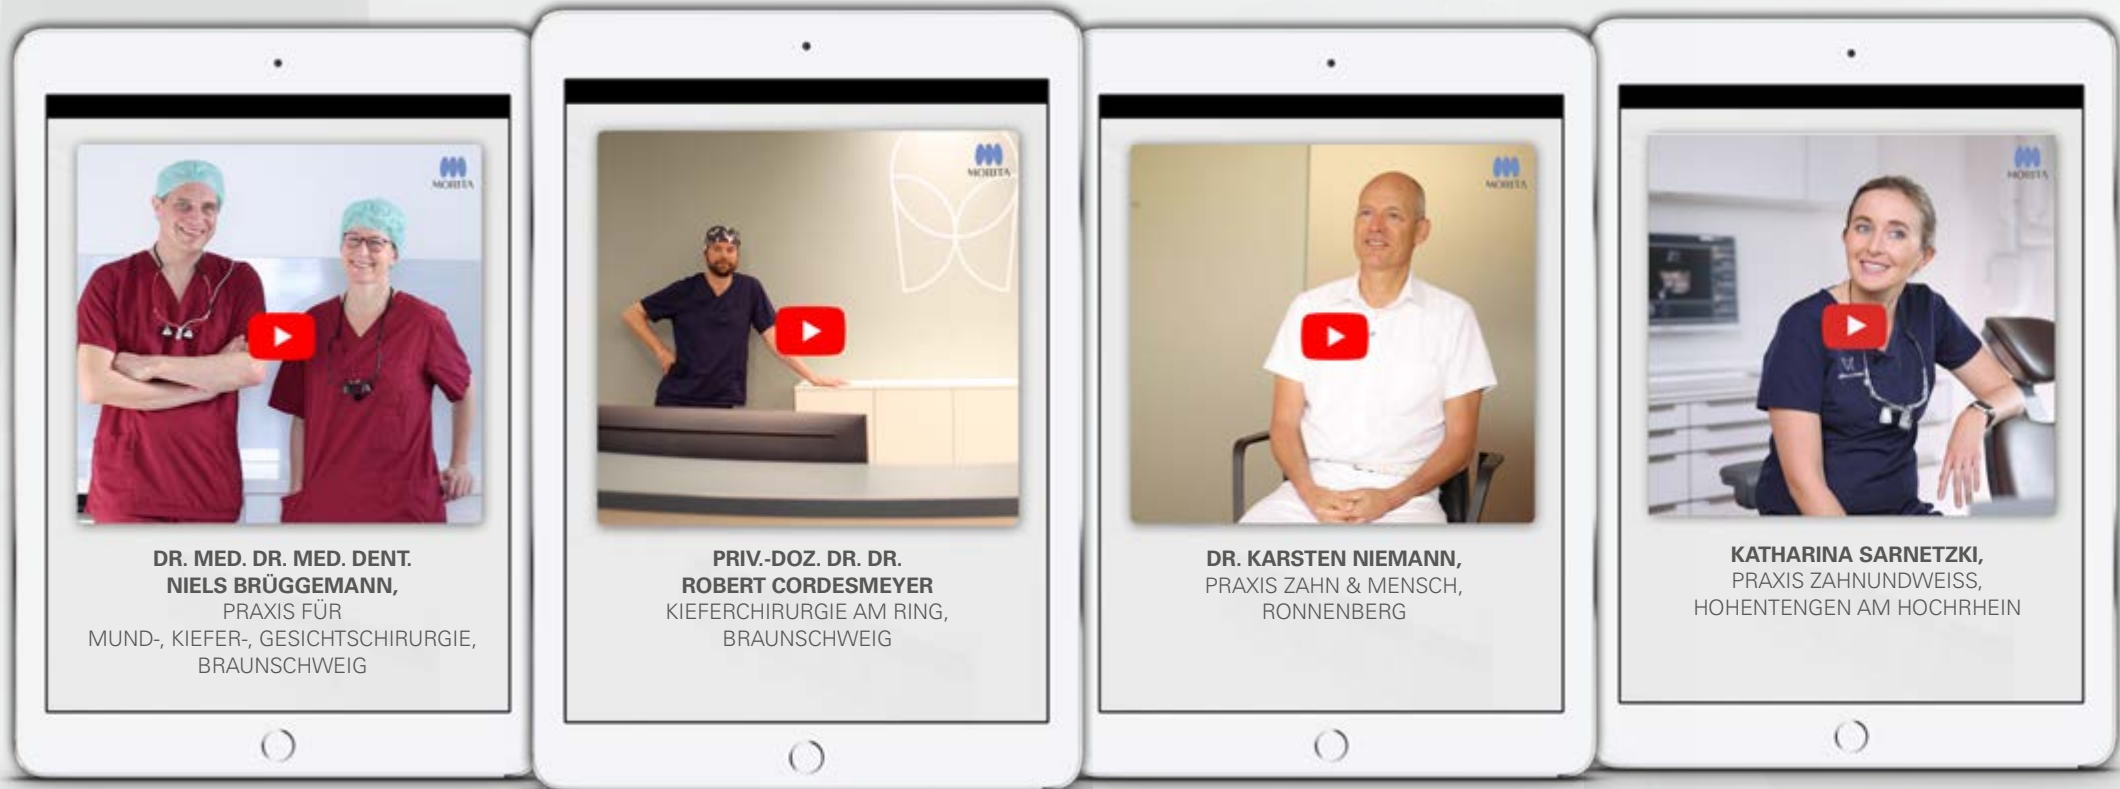 MORITA
DR. MED. DR. MED. DENT.
NIELS BRÜGGEMANN,
PRAXIS FÜR
MUND-, KIEFER-, GESICHTSCHIRURGIE,
BRAUNSCHWEIG
MORITA
PRIV.-DOZ. DR. DR.
ROBERT CORDESMEYER
KIEFERCHIRURGIE AM RING,
BRAUNSCHWEIG
MORITA
DR. KARSTEN NIEMANN,
PRAXIS ZAHN & MENSCH,
RONNENBERG
MORITA
KATHARINA SARNETZKI,
PRAXIS ZAHNUNDWEISS,
HOHENTENGEN AM HOCHRHEIN